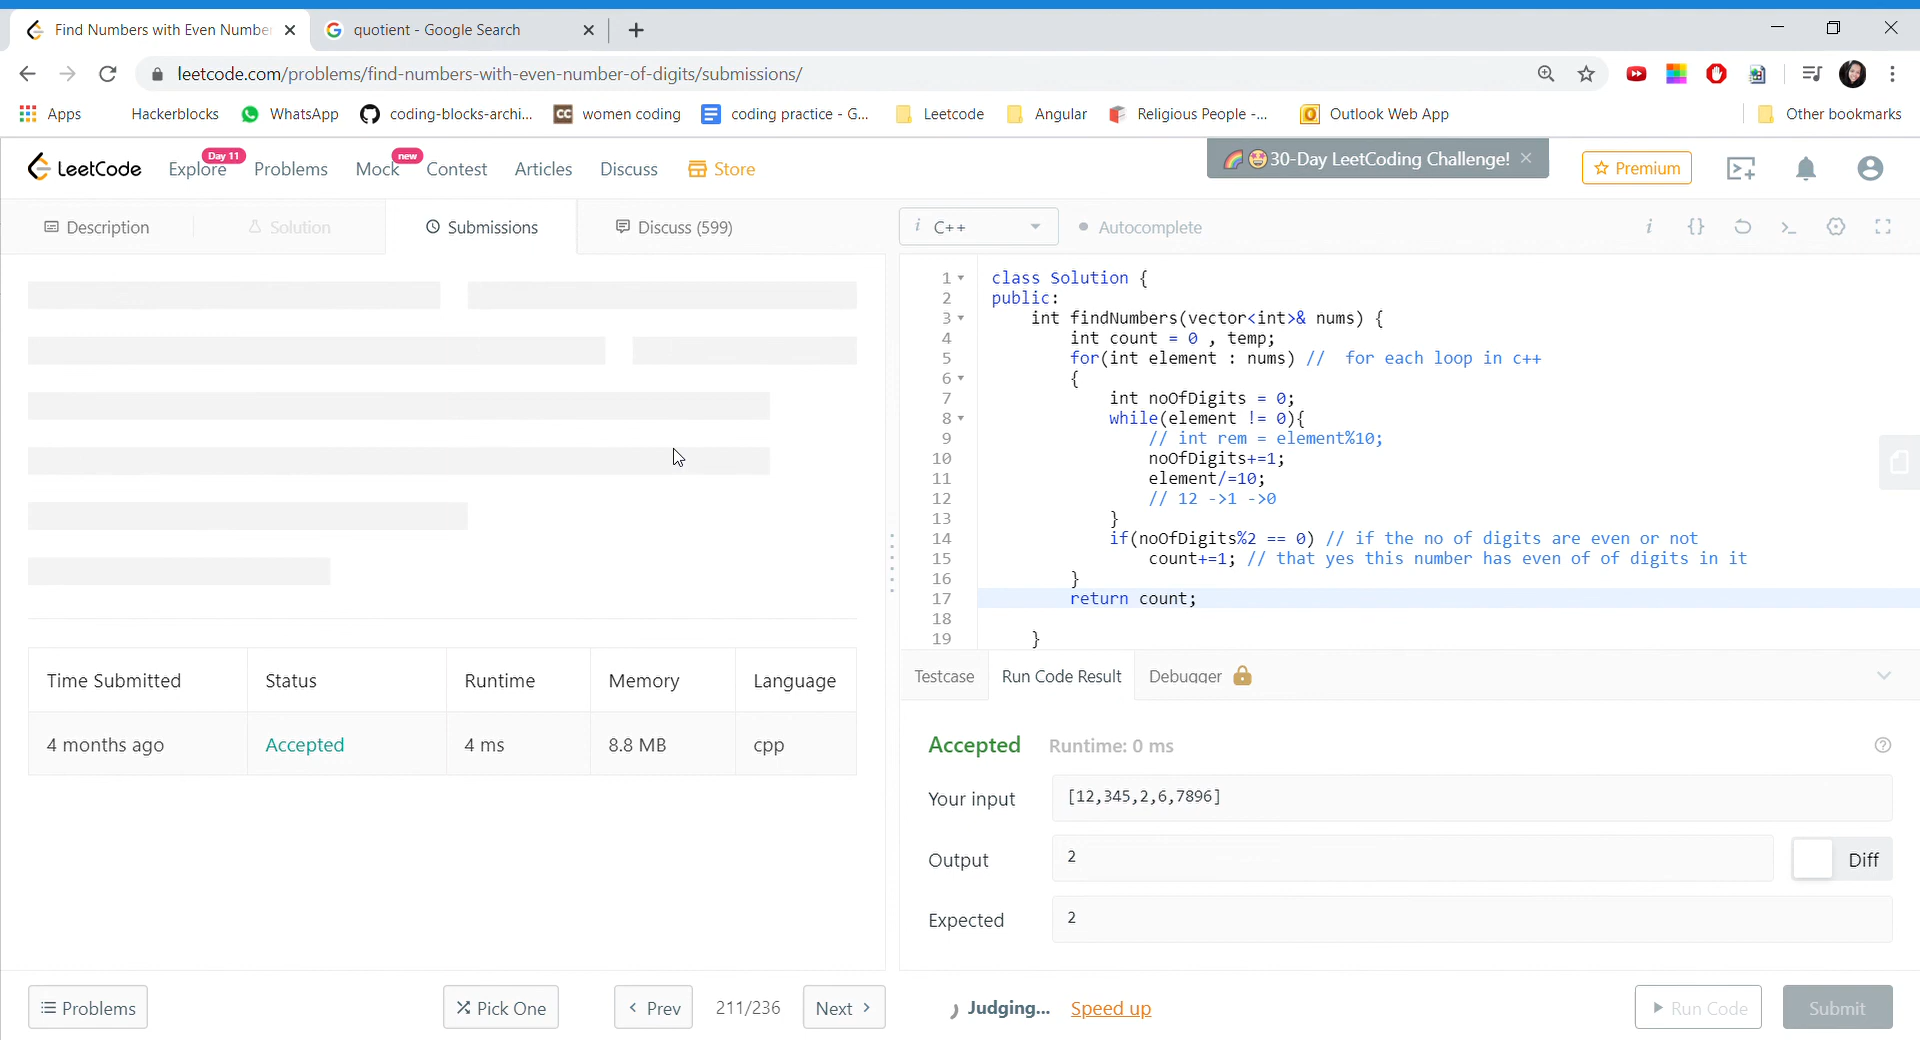 Find Numbers with Even Number
quotient - Google Search
leetcode.com/problems/find-numbers-with-even-number-of-digits/submissions/
Apps
Hackerblocks
WhatsApp
coding-blocks-archi...
CC
women coding
coding practice - G...
Leetcode
Angular
Religious People -...
Outlook Web App
Other bookmarks
LeetCode
Explore
Day 11
Problems
Mock
new
Contest
Articles
Discuss
Store
30-Day LeetCoding Challenge!
Premium
Description
Solution
Submissions
Discuss (599)
i C++
Autocomplete
1 class Solution {
2 public:
3 int findNumbers(vector<int>& nums) {
4 int count = 0 , temp;
5 for(int element : nums) // for each loop in c++
6 {
7 int noOfDigits = 0;
8 while(element != 0){
9 // int rem = element%10;
10 noOfDigits+=1;
11 element/=10;
12 // 12 ->1 ->0
13 }
14 if(noOfDigits%2 == 0) // if the no of digits are even or not
15 count+=1; // that yes this number has even of of digits in it
16 }
17 return count;
18
19 }
Time Submitted Status Runtime Memory Language
4 months ago Accepted 4 ms 8.8 MB cpp
Testcase
Run Code Result
Debugger
Accepted Runtime: 0 ms
Your input [12,345,2,6,7896]
Output 2
Diff
Expected 2
Problems
Pick One
Prev
211/236
Next
Judging...
Speed up
Run Code
Submit